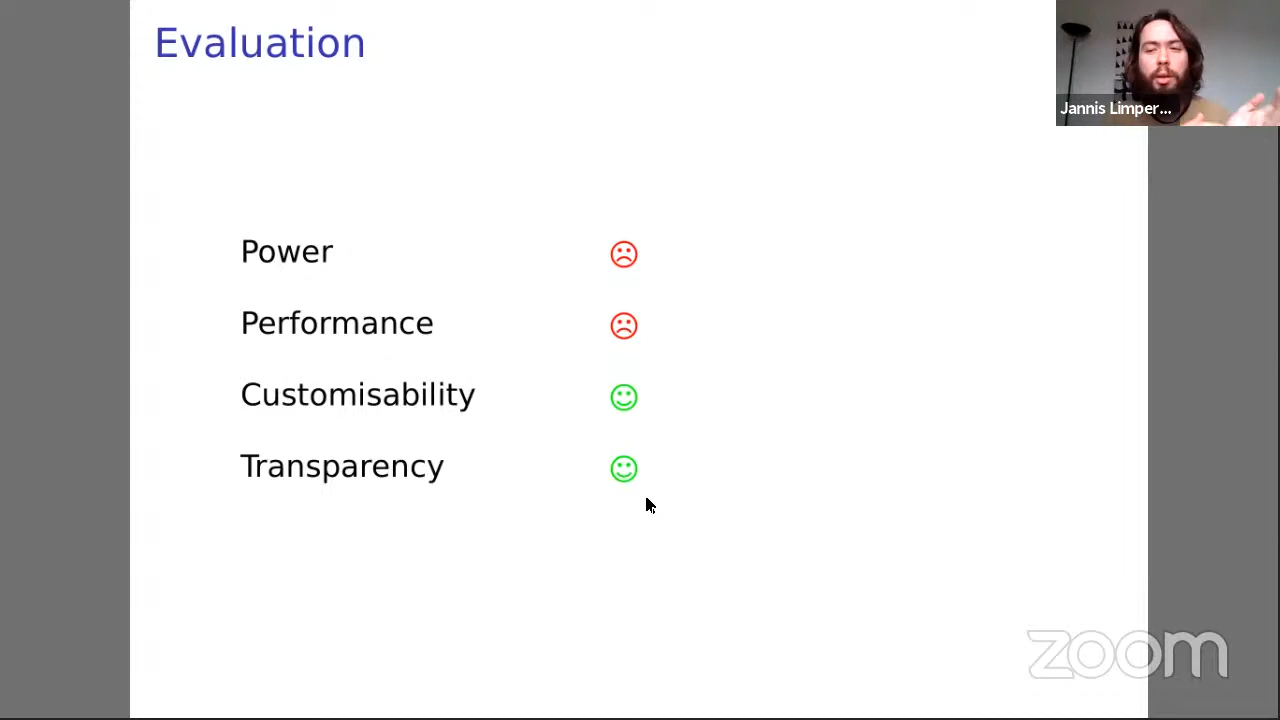 Evaluation
Jannis Limper...
Power
Performance
Customisability
Transparency
zoom